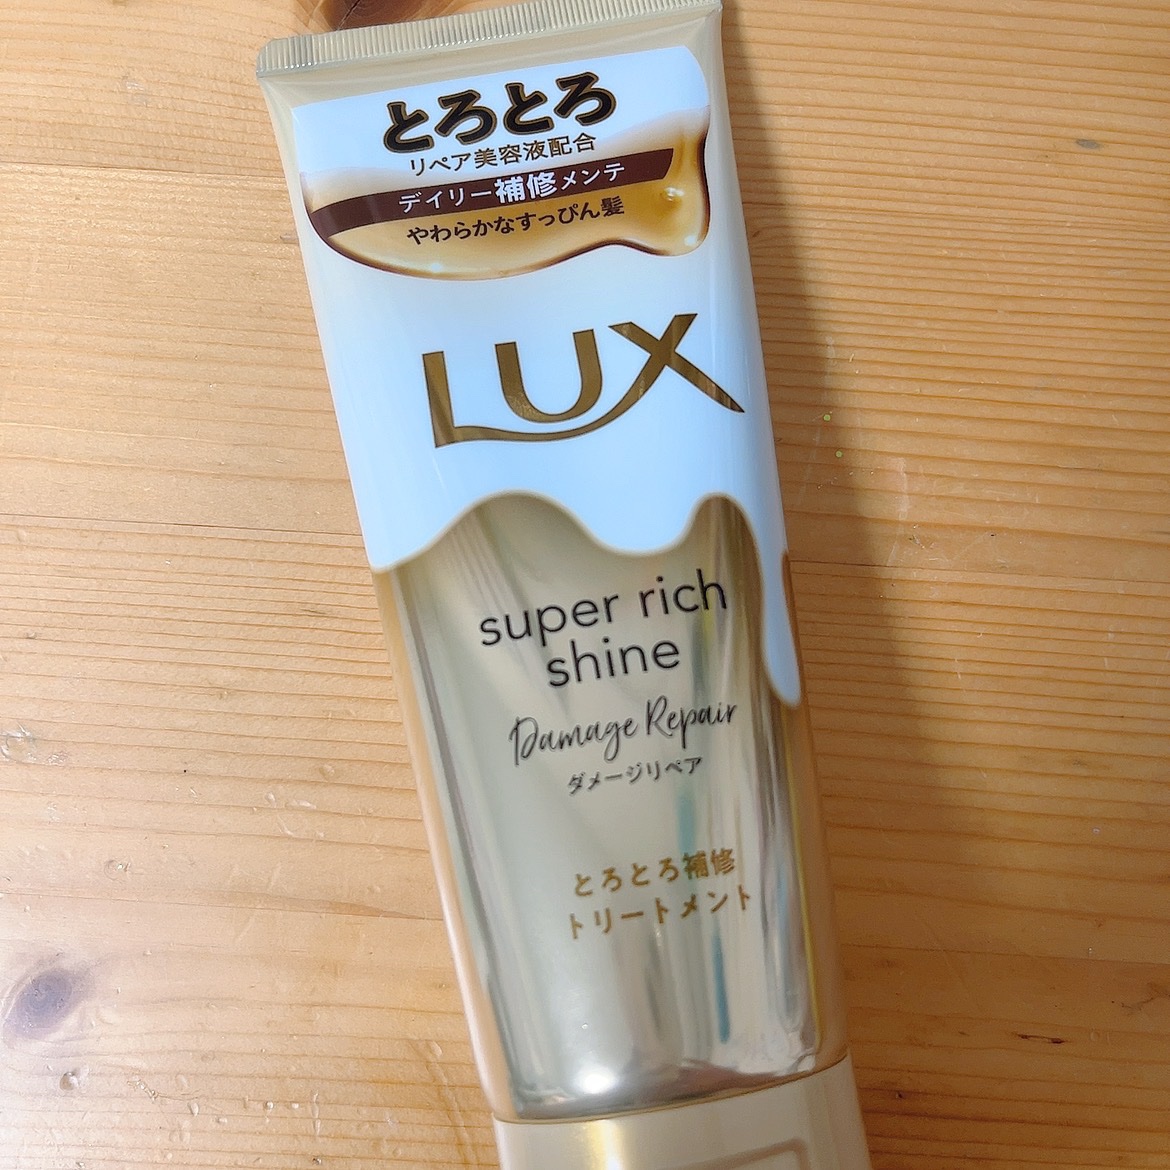 とろとろ
リペア美容液配合
デイリー補修メンテ
やわらかなすっぴん髪
LUX
super rich
shine
Damage Repair
ダメージリペア
とろとろ補修
トリートメント